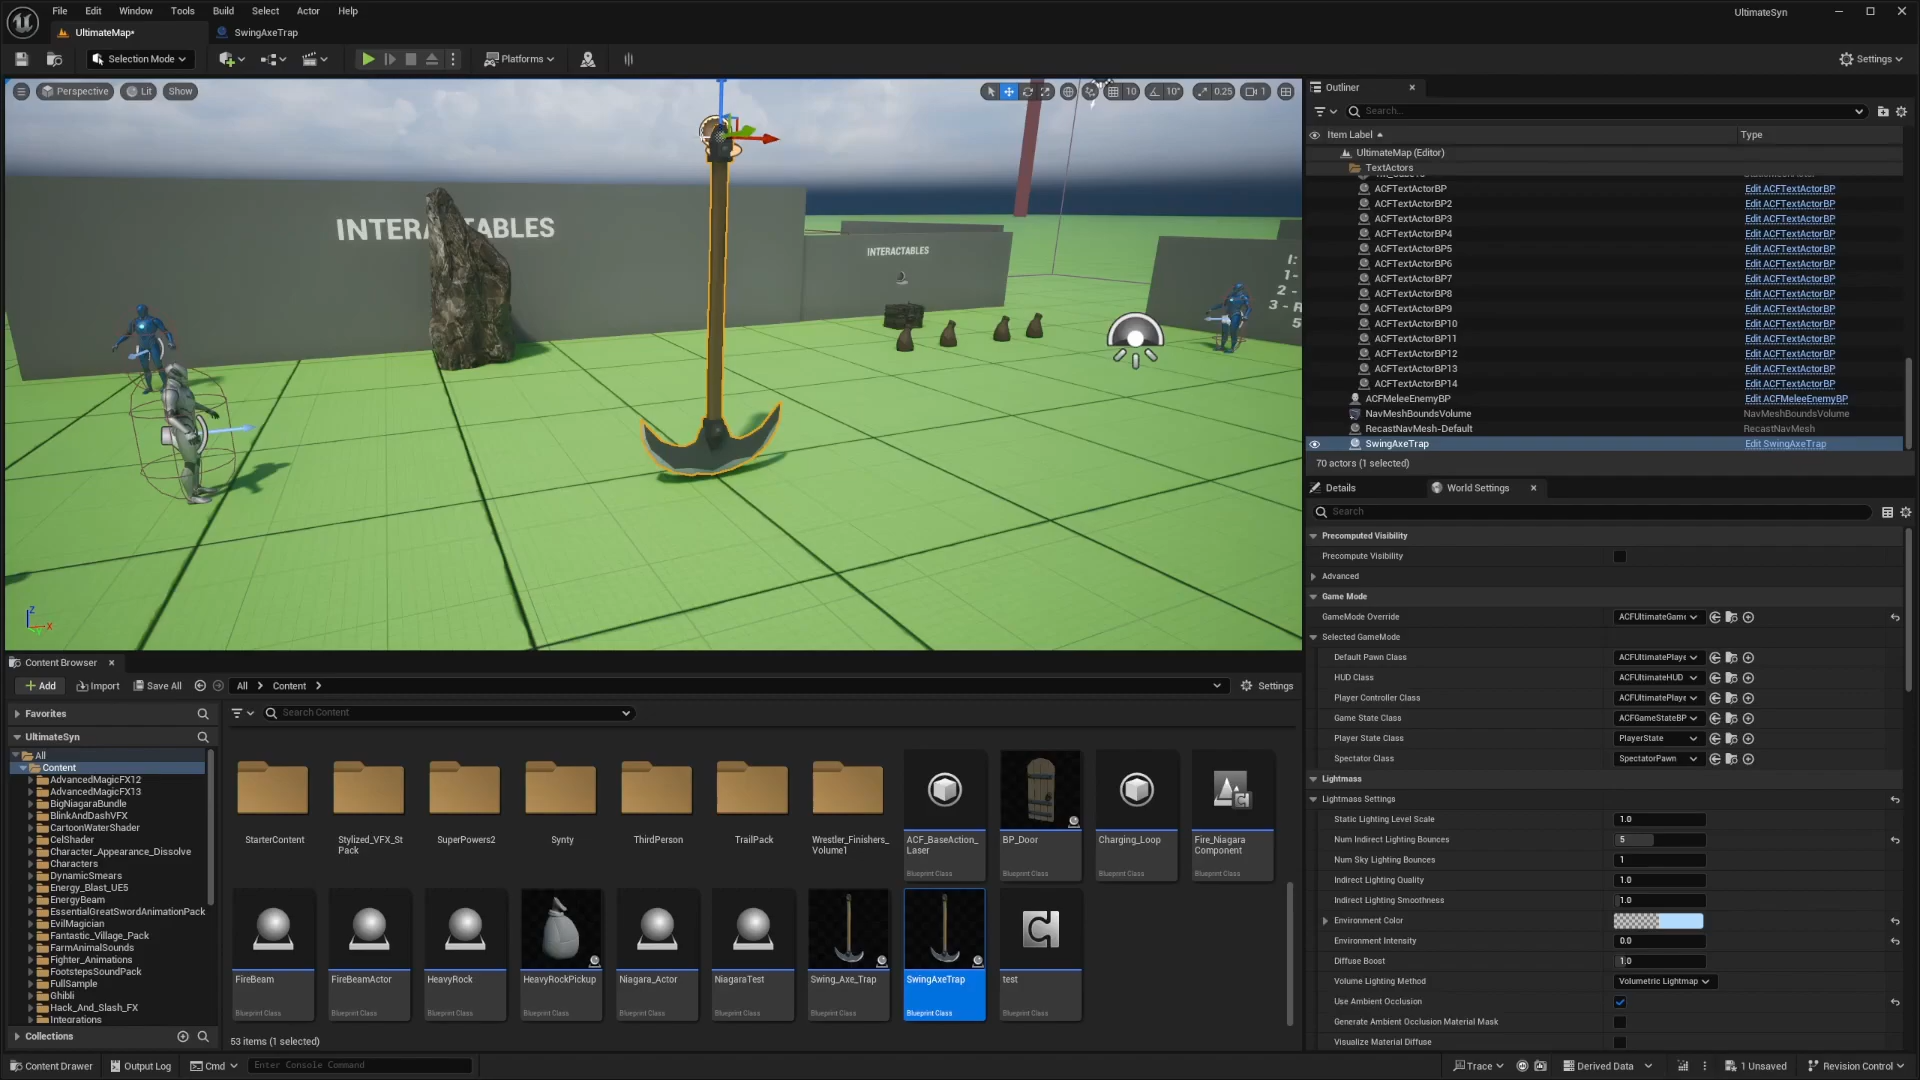 File Edit Window Tools Build Select Actor Help
UltimateSyn
UltimateMap*
SwingAxeTrap
Selection Mode
Platforms
Settings
Perspective
Lit
Show
10
10°
0.25
1
INTERACTABLES
INTERACTABLES
I:
1-
2 -
3 - R
5
Outliner
Search...
Item Label
Type
UltimateMap (Editor)
TextActors
ACFTextActorBP Edit ACFTextActorBP
ACFTextActorBP2 Edit ACFTextActorBP
ACFTextActorBP3 Edit ACFTextActorBP
ACFTextActorBP4 Edit ACFTextActorBP
ACFTextActorBP5 Edit ACFTextActorBP
ACFTextActorBP6 Edit ACFTextActorBP
ACFTextActorBP7 Edit ACFTextActorBP
ACFTextActorBP8 Edit ACFTextActorBP
ACFTextActorBP9 Edit ACFTextActorBP
ACFTextActorBP10 Edit ACFTextActorBP
ACFTextActorBP11 Edit ACFTextActorBP
ACFTextActorBP12 Edit ACFTextActorBP
ACFTextActorBP13 Edit ACFTextActorBP
ACFTextActorBP14 Edit ACFTextActorBP
ACFMeleeEnemyBP Edit ACFMeleeEnemyBP
NavMeshBoundsVolume NavMeshBoundsVolume
RecastNavMesh-Default RecastNavMesh
SwingAxeTrap Edit SwingAxeTrap
70 actors (1 selected)
Details
World Settings
Search
Precomputed Visibility
Precompute Visibility
Advanced
Game Mode
GameMode Override ACFUltimateGame
Selected GameMode
Default Pawn Class ACFUltimatePlaye
HUD Class ACFUltimateHUD
Player Controller Class ACFUltimatePlaye
Game State Class ACFGameStateBP
Player State Class PlayerState
Spectator Class SpectatorPawn
Lightmass
Lightmass Settings
Static Lighting Level Scale 1.0
Num Indirect Lighting Bounces 5
Num Sky Lighting Bounces 1
Indirect Lighting Quality 1.0
Indirect Lighting Smoothness 1.0
Environment Color
Environment Intensity 0.0
Diffuse Boost 1.0
Volume Lighting Method Volumetric Lightmap
Use Ambient Occlusion
Generate Ambient Occlusion Material Mask
Visualize Material Diffuse
Content Browser
Add
Import
Save All
All
Content
Settings
Favorites
Search Content
UltimateSyn
All
Content
AdvancedMagicFX12
AdvancedMagicFX13
BigNiagaraBundle
BlinkAndDashVFX
CartoonWaterShader
CelShader
Character_Appearance_Dissolve
Characters
DynamicSmears
Energy_Blast_UE5
EnergyBeam
EssentialGreatSwordAnimationPack
EvilMagician
Fantastic_Village_Pack
FarmAnimalSounds
Fighter_Animations
FootstepsSoundPack
FullSample
Ghibli
Hack_And_Slash_FX
Integrations
Collections
StarterContent
Stylized_VFX_St
Pack
SuperPowers2
Synty
ThirdPerson
TrailPack
Wrestler_Finishers_
Volume1
ACF_BaseAction_
Laser
Blueprint Class
BP_Door
Blueprint Class
Charging_Loop
Blueprint Class
Fire_Niagara
Component
Blueprint Class
FireBeam
Blueprint Class
FireBeamActor
Blueprint Class
HeavyRock
Blueprint Class
HeavyRockPickup
Blueprint Class
Niagara_Actor
Blueprint Class
NiagaraTest
Blueprint Class
Swing_Axe_Trap
Blueprint Class
SwingAxeTrap
Blueprint Class
test
Blueprint Class
53 items (1 selected)
Content Drawer
Output Log
Cmd
Enter Console Command
Trace
Derived Data
1 Unsaved
Revision Control